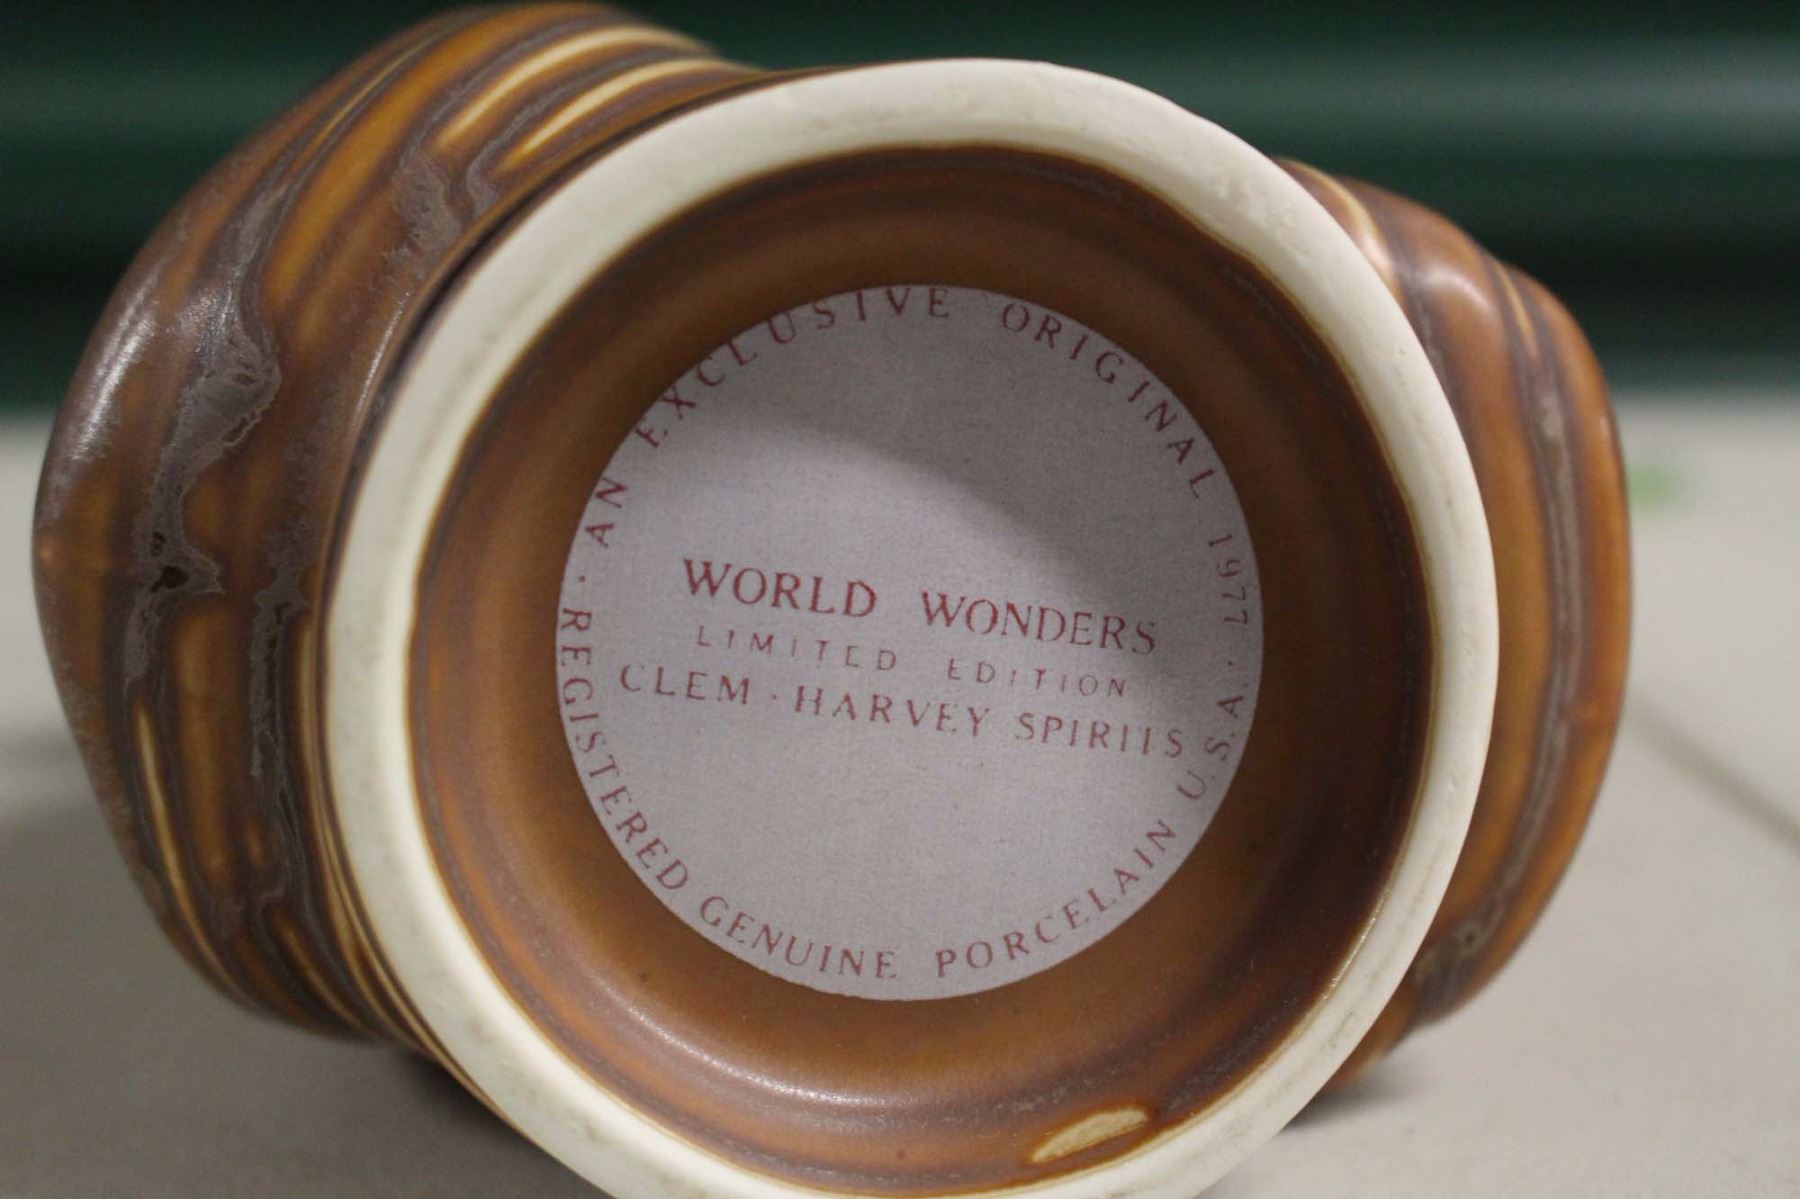 · AN EXCLUSIVE ORIGINAL 1977 ·
WORLD WONDERS
LIMITED EDITION
CLEM · HARVEY SPIRITS
REGISTERED GENUINE PORCELAIN U.S.A.